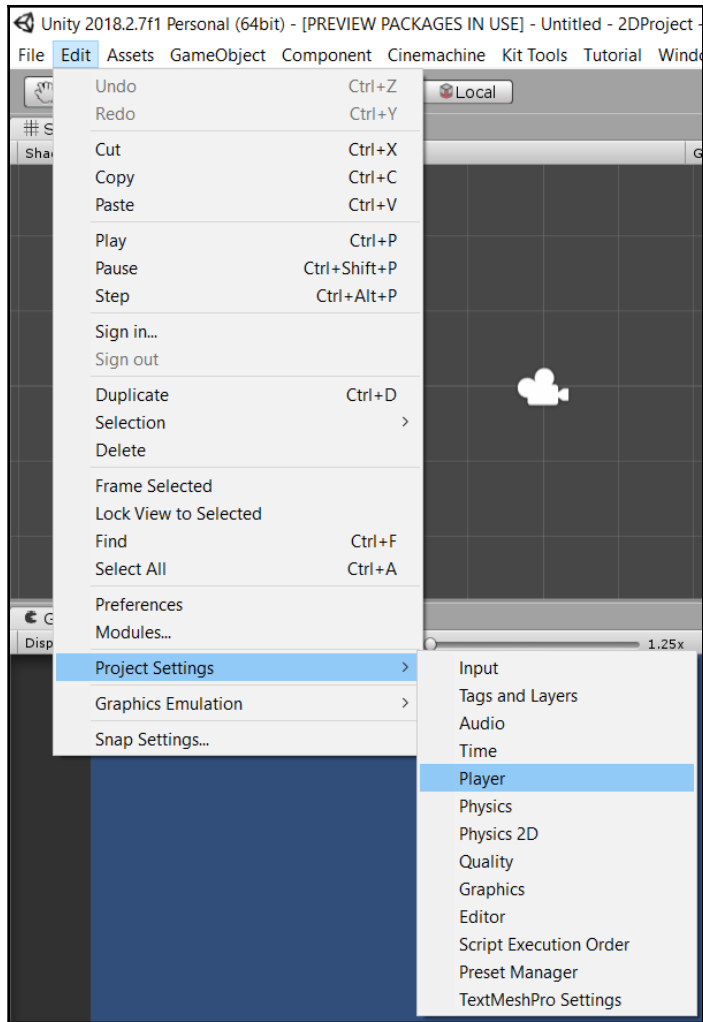 Unity 2018.2.7f1 Personal (64bit) - [PREVIEW PACKAGES IN USE] - Untitled - 2DProject -
File Edit Assets GameObject Component Cinemachine Kit Tools Tutorial
Local
Undo Ctrl+Z
Redo Ctrl+Y
Cut Ctrl+X
Copy Ctrl+C
Paste Ctrl+V
Play Ctrl+P
Pause Ctrl+Shift+P
Step Ctrl+Alt+P
Sign in...
Sign out
Duplicate Ctrl+D
Selection >
Delete
Frame Selected
Lock View to Selected
Find Ctrl+F
Select All Ctrl+A
Preferences
Modules...
1.25x
Project Settings >
Graphics Emulation >
Snap Settings...
Input
Tags and Layers
Audio
Time
Player
Physics
Physics 2D
Quality
Graphics
Editor
Script Execution Order
Preset Manager
TextMeshPro Settings